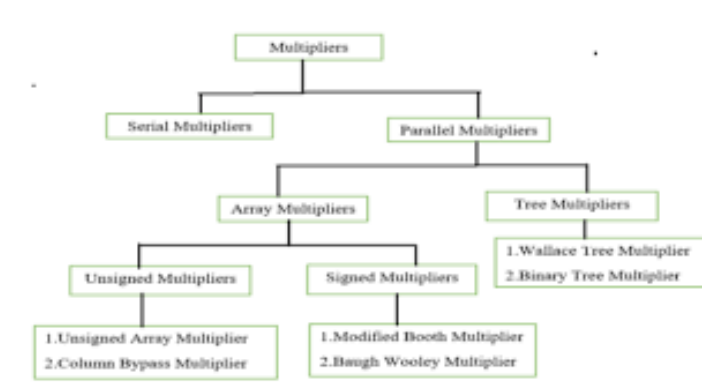 Multipliers
Serial Multipliers
Parallel Multipliers
Array Multipliers
Tree Multipliers
1.Wallace Tree Multiplier
2.Binary Tree Multiplier
Unsigned Multipliers
Signed Multipliers
1.Unsigned Array Multiplier
2.Column Bypass Multiplier
1.Modified Booth Multiplier
2.Baugh Wooley Multiplier